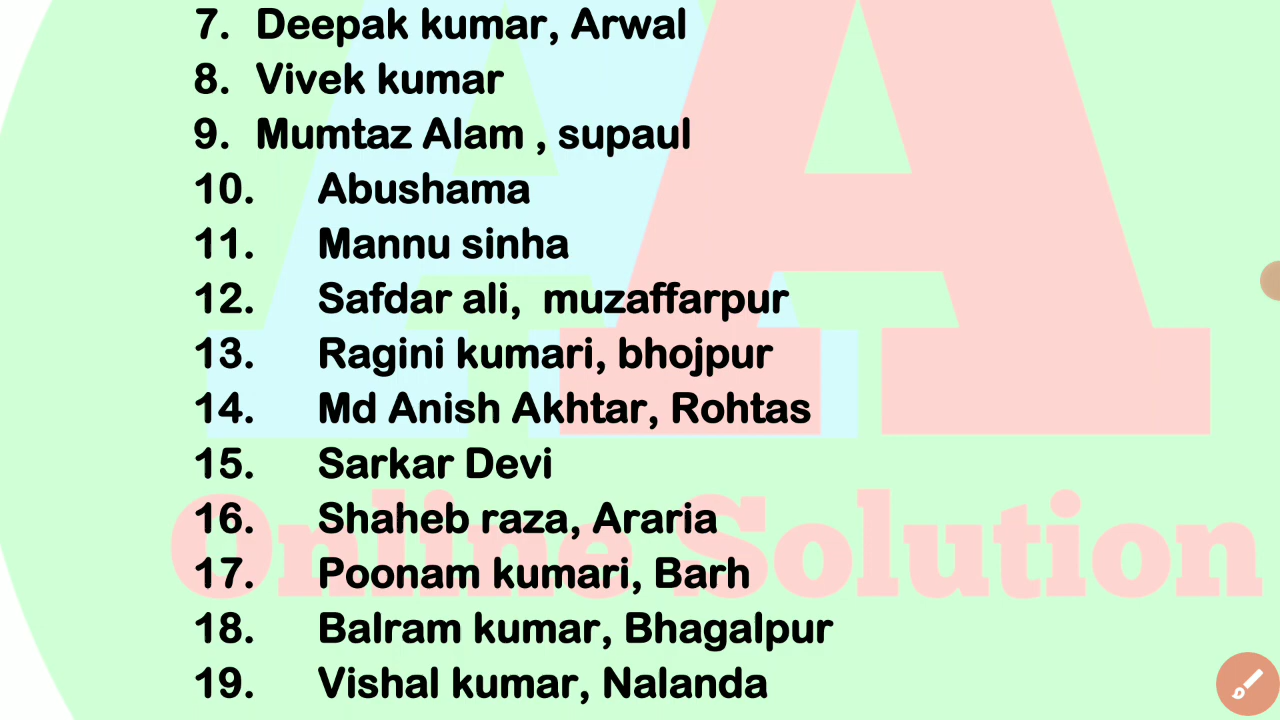 7. Deepak kumar, Arwal
8. Vivek kumar
9. Mumtaz Alam , supaul
10. Abushama
11. Mannu sinha
12. Safdar ali, muzaffarpur
13. Ragini kumari, bhojpur
14. Md Anish Akhtar, Rohtas
15. Sarkar Devi
16. Shaheb raza, Araria
17. Poonam kumari, Barh
18. Balram kumar, Bhagalpur
19. Vishal kumar, Nalanda
AA
Online Solution